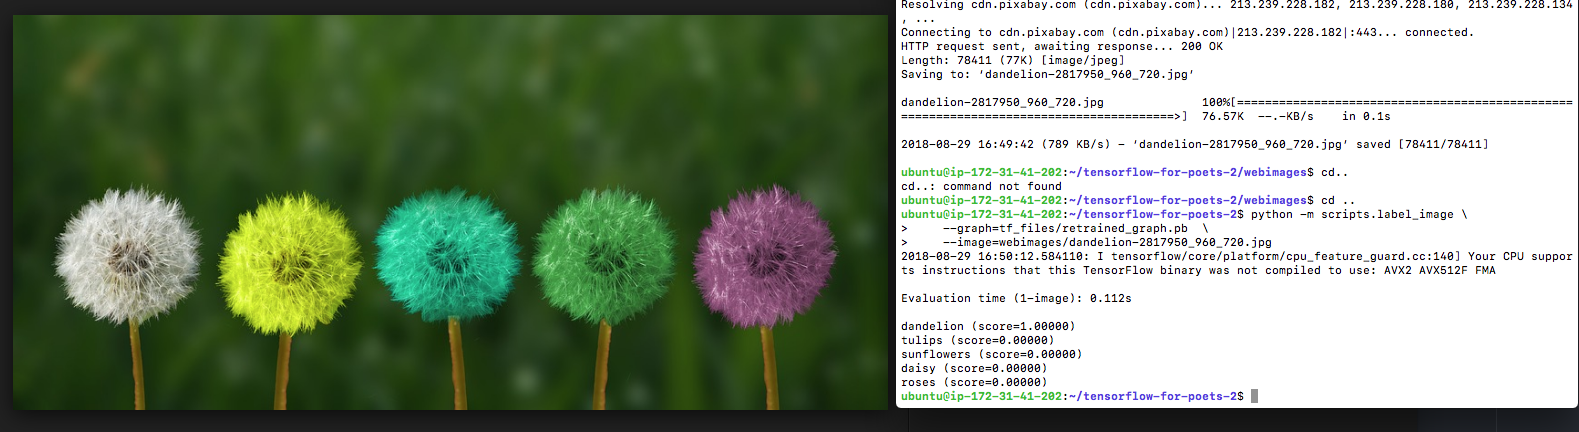 Resolving cdn.pixabay.com (cdn.pixabay.com)... 213.239.228.182, 213.239.228.180, 213.239.228.134
, ...
Connecting to cdn.pixabay.com (cdn.pixabay.com)|213.239.228.182|:443... connected.
HTTP request sent, awaiting response... 200 OK
Length: 78411 (77K) [image/jpeg]
Saving to: ‘dandelion-2817950_960_720.jpg’
dandelion-2817950_960_720.jpg 100%[================================================
=======================================>] 76.57K --.-KB/s in 0.1s
2018-08-29 16:49:42 (789 KB/s) - ‘dandelion-2817950_960_720.jpg’ saved [78411/78411]
ubuntu@ip-172-31-41-202:~/tensorflow-for-poets-2/webimages$ cd..
cd..: command not found
ubuntu@ip-172-31-41-202:~/tensorflow-for-poets-2/webimages$ cd ..
ubuntu@ip-172-31-41-202:~/tensorflow-for-poets-2$ python -m scripts.label_image \
> --graph=tf_files/retrained_graph.pb \
> --image=webimages/dandelion-2817950_960_720.jpg
2018-08-29 16:50:12.584110: I tensorflow/core/platform/cpu_feature_guard.cc:140] Your CPU suppor
ts instructions that this TensorFlow binary was not compiled to use: AVX2 AVX512F FMA
Evaluation time (1-image): 0.112s
dandelion (score=1.00000)
tulips (score=0.00000)
sunflowers (score=0.00000)
daisy (score=0.00000)
roses (score=0.00000)
ubuntu@ip-172-31-41-202:~/tensorflow-for-poets-2$